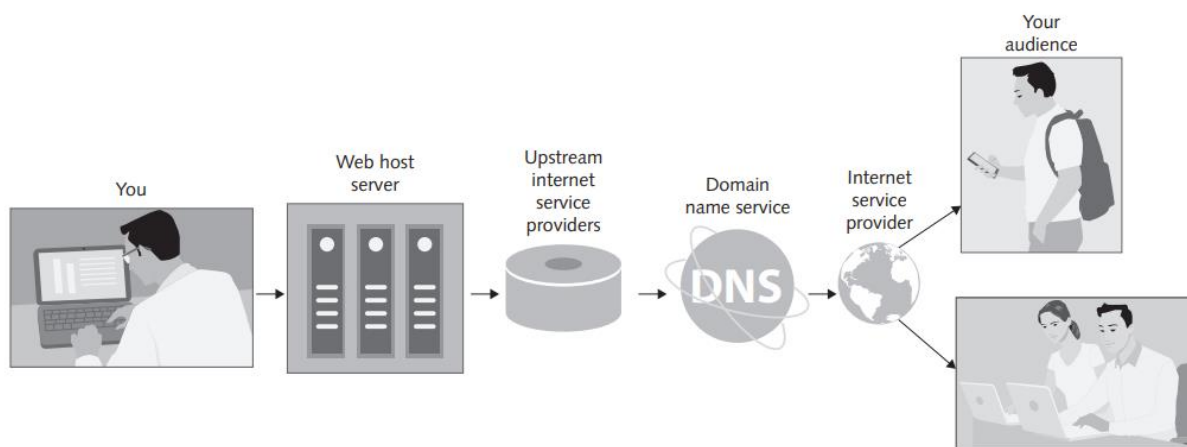 You
Web host
server
Upstream
internet
service
providers
Domain
name service
DNS
Internet
service
provider
Your
audience